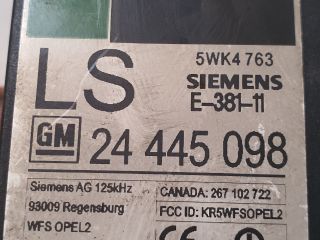 LS 5WK4 763
SIEMENS
E-381-11
GM 24 445 098
Siemens AG 125kHz
93009 Regensburg
WFS OPEL2
CANADA: 267 102 722
FCC ID: KR5WFSOPEL2
CE